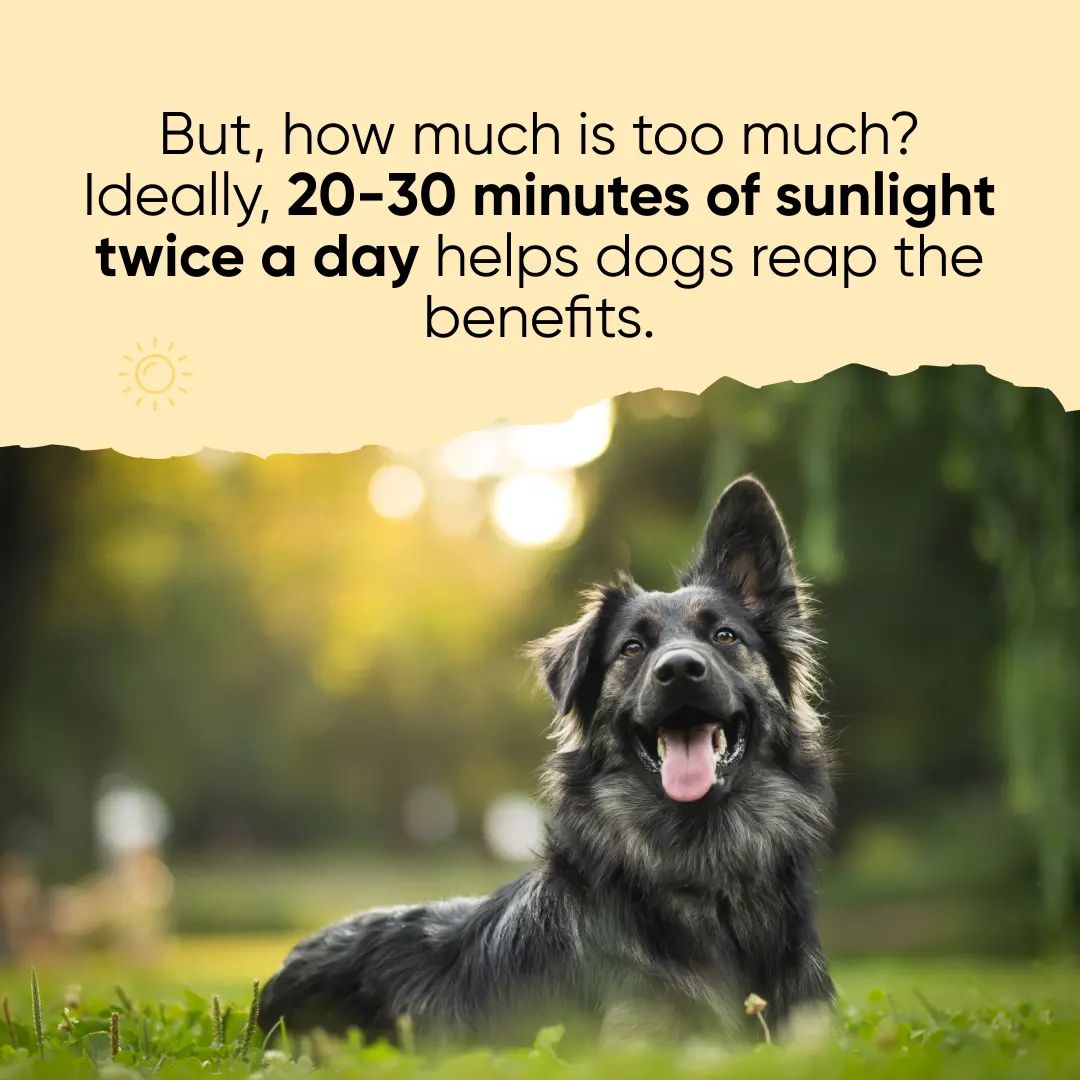 But, how much is too much?
Ideally, 20-30 minutes of sunlight
twice a day helps dogs reap the
benefits.